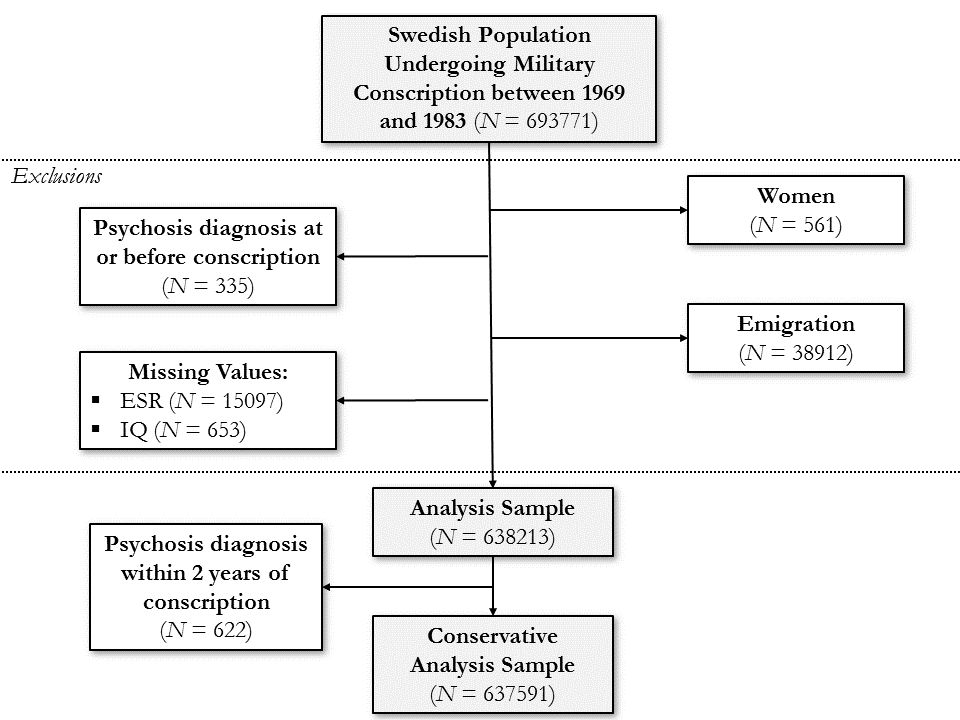 Swedish Population
Undergoing Military
Conscription between 1969
and 1983 (N = 693771)
Exclusions
Women
(N = 561)
Psychosis diagnosis at
or before conscription
(N = 335)
Emigration
(N = 38912)
Missing Values:
▪ ESR (N = 15097)
▪ IQ (N = 653)
Analysis Sample
(N = 638213)
Psychosis diagnosis
within 2 years of
conscription
(N = 622)
Conservative
Analysis Sample
(N = 637591)